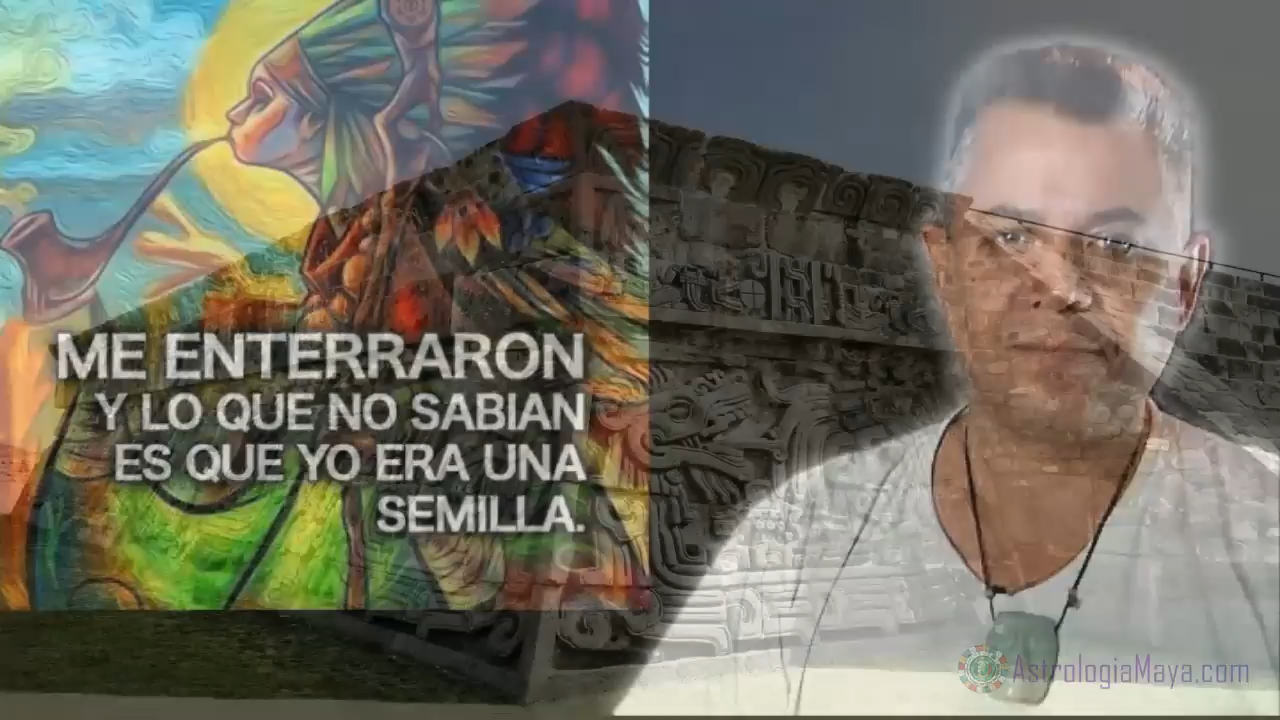 ME ENTERRARON
Y LO QUE NO SABIAN
ES QUE YO ERA UNA
SEMILLA.
AstrologiaMaya.com